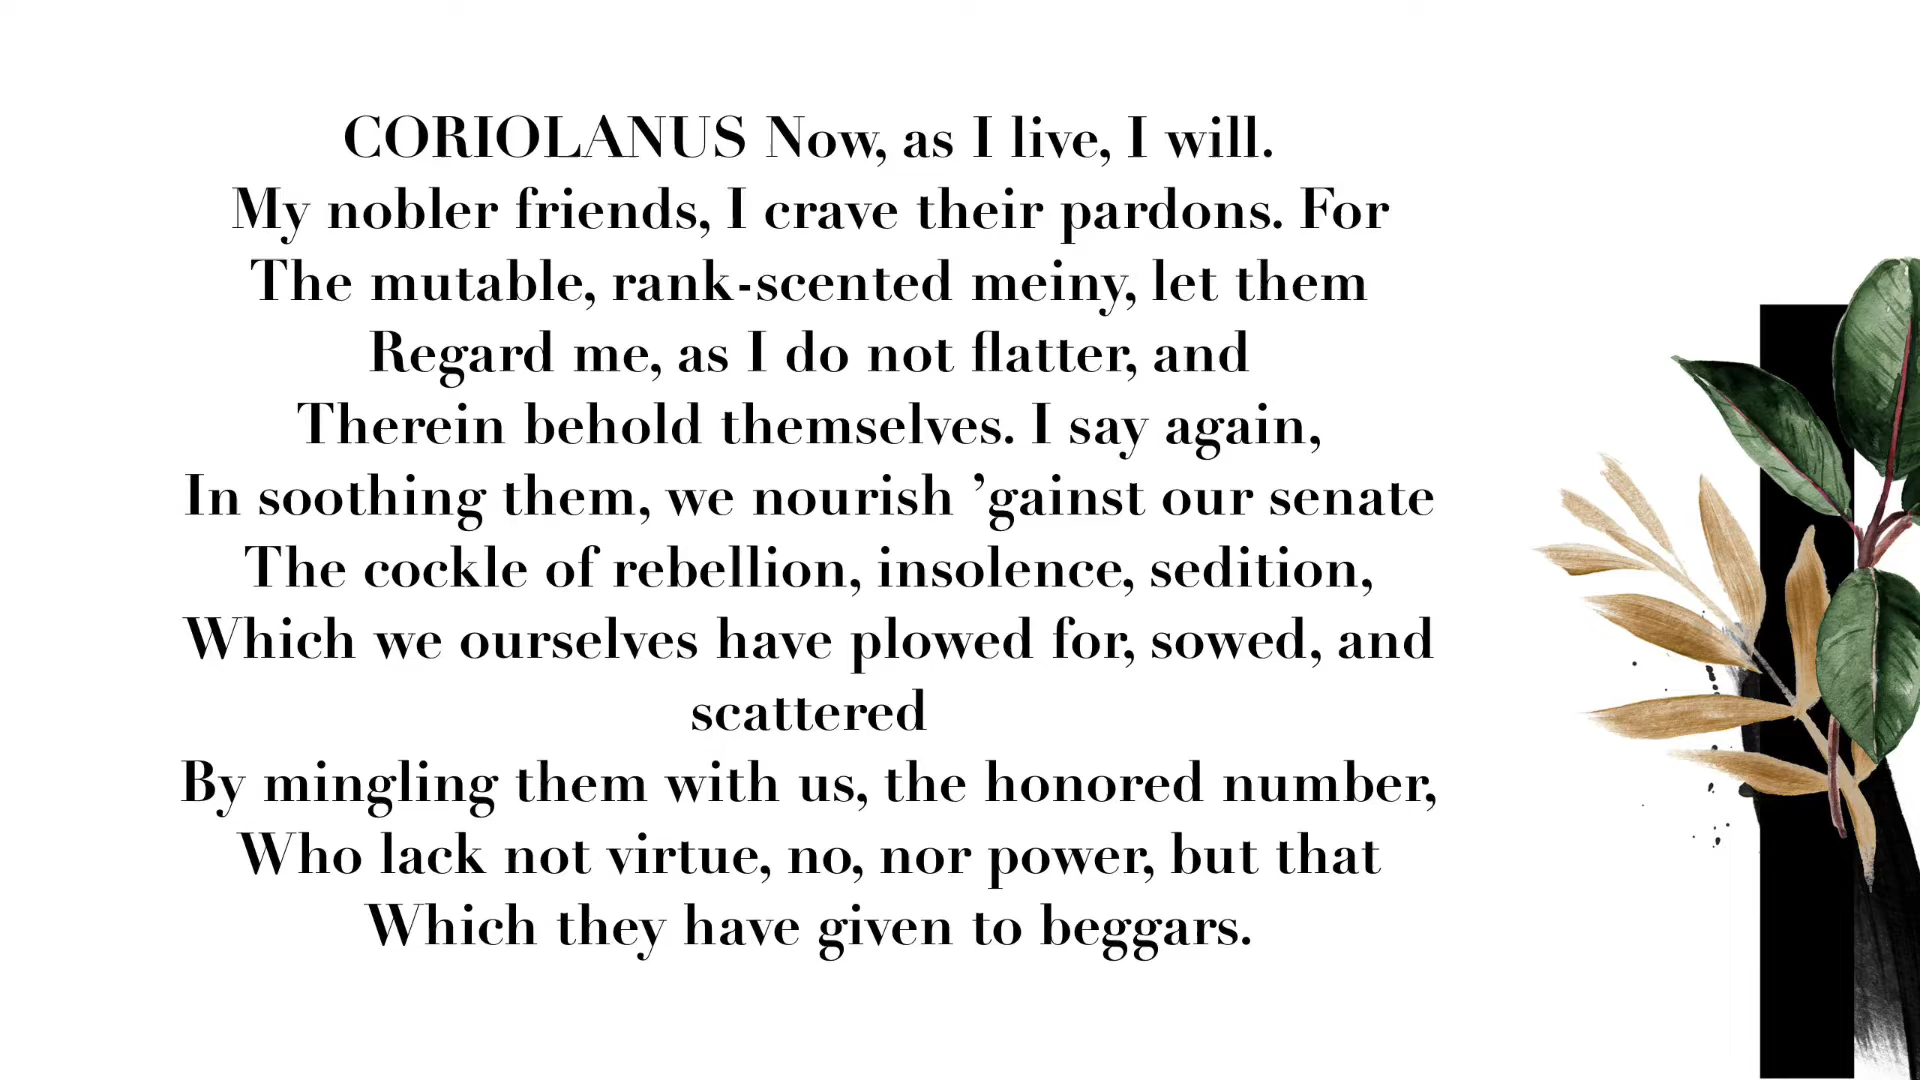 CORIOLANUS Now, as I live, I will.
My nobler friends, I crave their pardons. For
The mutable, rank-scented meiny, let them
Regard me, as I do not flatter, and
Therein behold themselves. I say again,
In soothing them, we nourish ’gainst our senate
The cockle of rebellion, insolence, sedition,
Which we ourselves have plowed for, sowed, and
scattered
By mingling them with us, the honored number,
Who lack not virtue, no, nor power, but that
Which they have given to beggars.